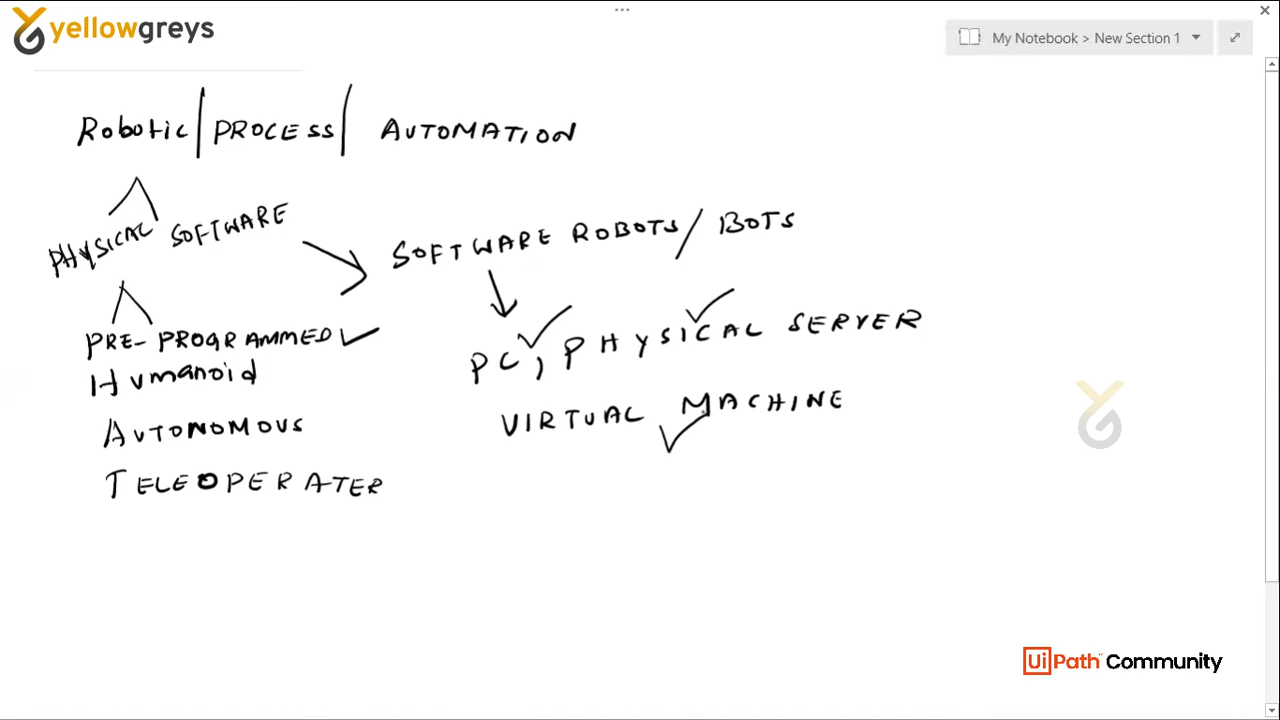 yellowgreys
My Notebook > New Section 1
Robotic / PROCESS / AUTOMATION
PHYSICAL SOFTWARE
SOFTWARE ROBOTS / BOTS
PRE-PROGRAMMED
Humanoid
AUTONOMOUS
TELEOPERATER
PC, PHYSICAL SERVER
VIRTUAL MACHINE
UiPath Community